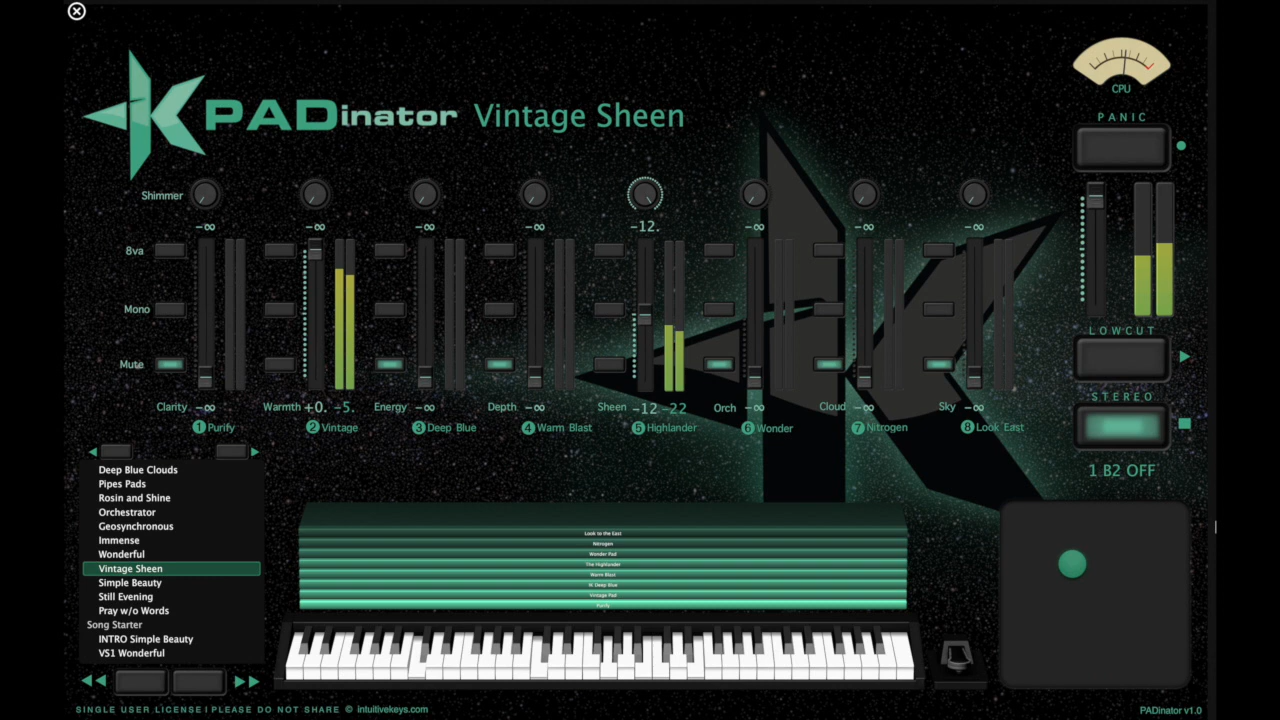 CPU
PADinator Vintage Sheen
PANIC
Shimmer
-∞ -∞ -∞ -∞ -12. -∞ -∞ -∞
8va
Mono
Mute
LOWCUT
STEREO
Clarity -∞ Warmth +0. -5. Energy -∞ Depth -∞ Sheen -12 -22 Orch -∞ Cloud -∞ Sky -∞
1 Purify 2 Vintage 3 Deep Blue 4 Warm Blast 5 Highlander 6 Wonder 7 Nitrogen 8 Look East
1 B2 OFF
Deep Blue Clouds
Pipes Pads
Rosin and Shine
Orchestrator
Geosynchronous
Immense
Wonderful
Vintage Sheen
Simple Beauty
Still Evening
Pray w/o Words
Song Starter
INTRO Simple Beauty
VS1 Wonderful
Look to the East
Nitrogen
Wonder Pad
The Highlander
Warm Blast
IK Deep Blue
Vintage Pad
Purify
SINGLE USER LICENSE | PLEASE DO NOT SHARE © intuitivekeys.com
PADinator v1.0